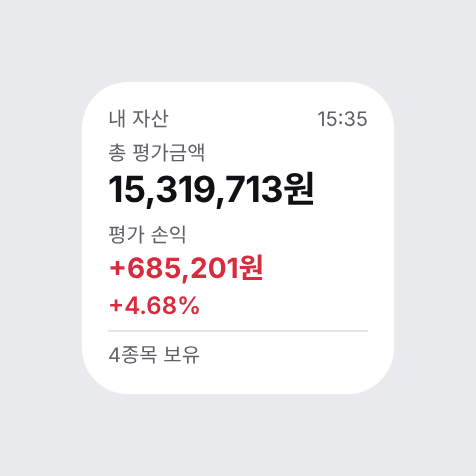 내 자산 15:35
총 평가금액
15,319,713원
평가 손익
+685,201원
+4.68%
4종목 보유